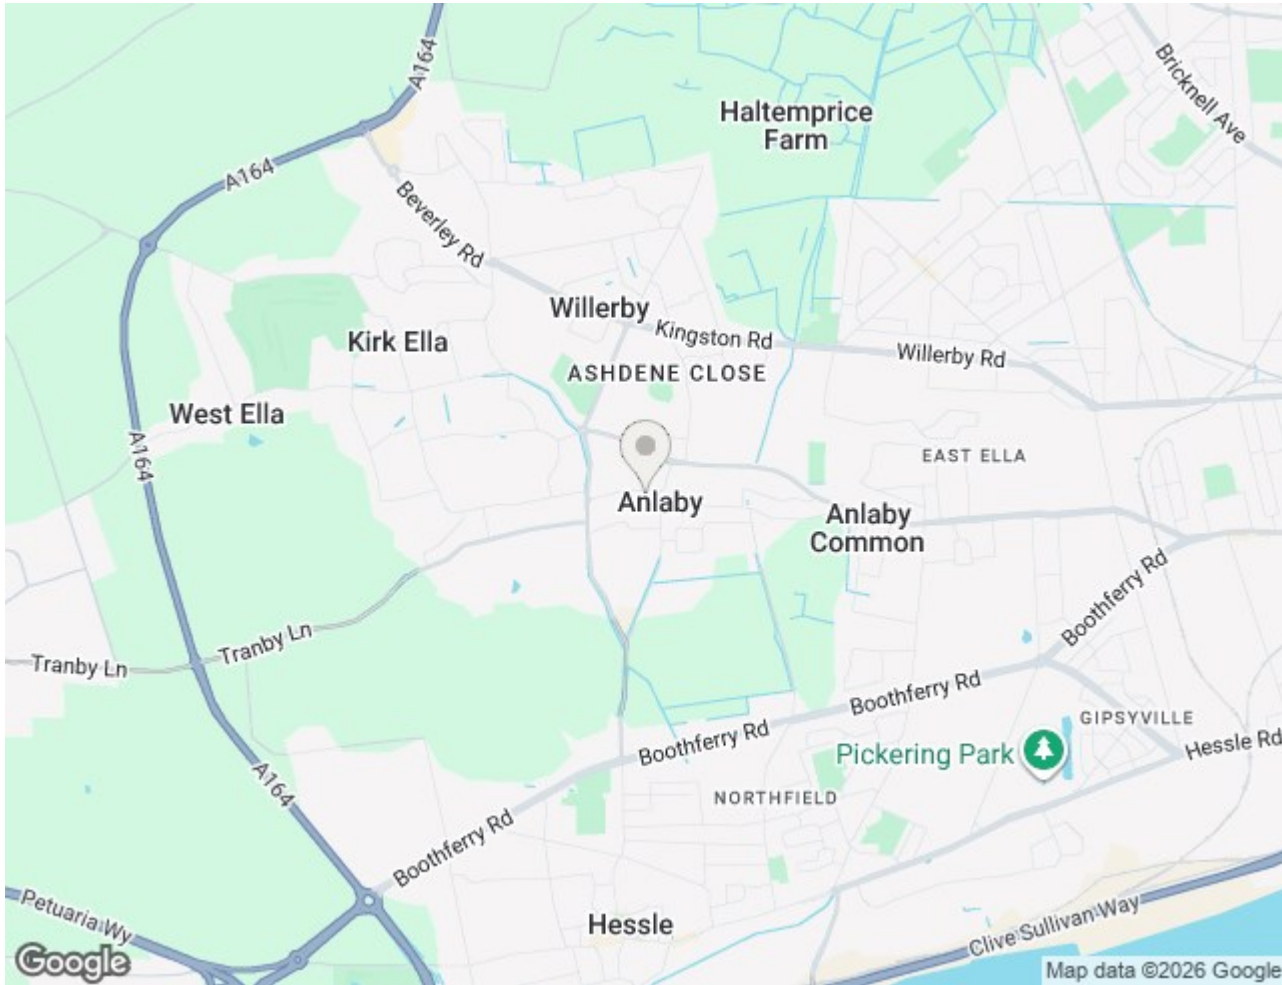 A164
Bricknell Ave
Haltemprice
Farm
A164
Beverley Rd
Willerby
Kingston Rd
Kirk Ella
Willerby Rd
ASHDENE CLOSE
West Ella
A164
EAST ELLA
Anlaby
Anlaby
Common
Boothferry Rd
Tranby Ln
Tranby Ln
Boothferry Rd
Boothferry Rd
GIPSYVILLE
Hessle Rd
Pickering Park
A164
NORTHFIELD
Boothferry Rd
Petuaria Wy
Hessle
Clive Sullivan Way
Google
Map data ©2026 Google